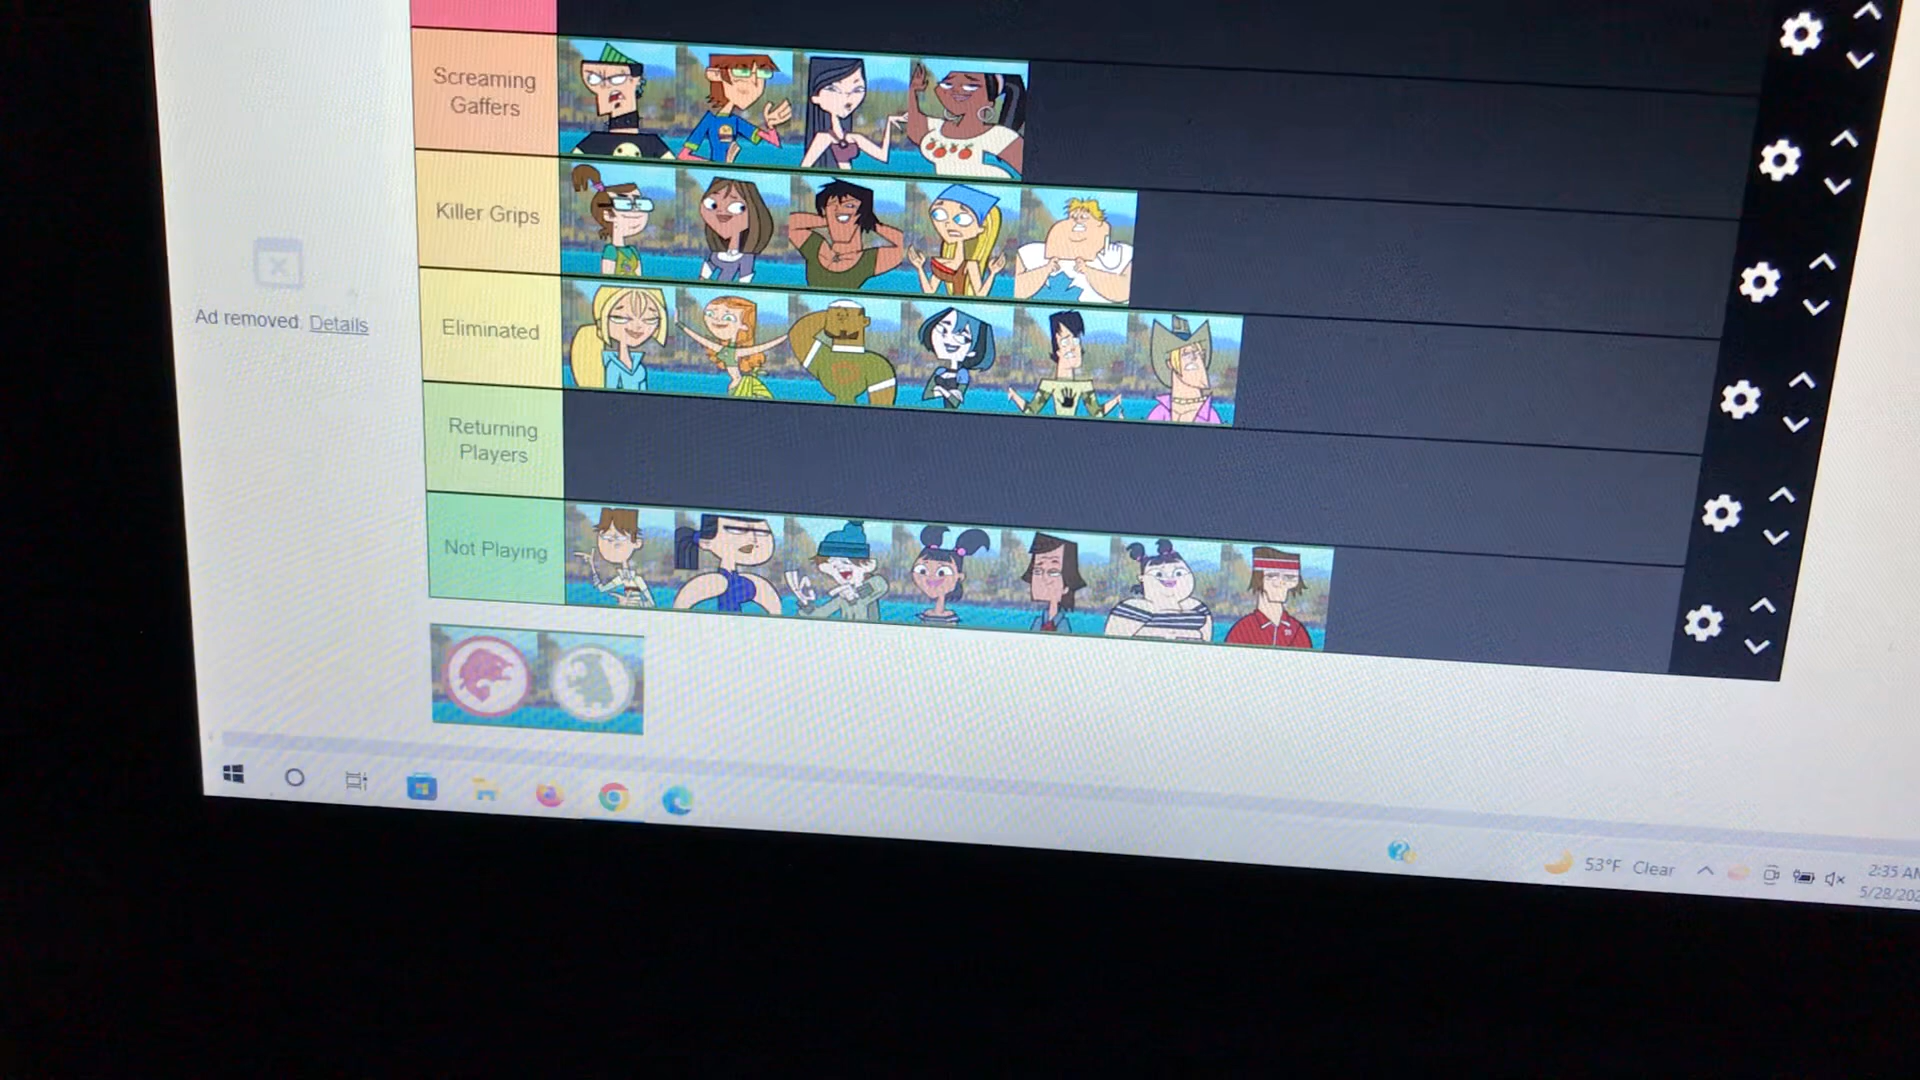 Screaming
Gaffers
Killer Grips
Eliminated
Returning
Players
Not Playing
Ad removed. Details
53°F Clear
2:35 AM